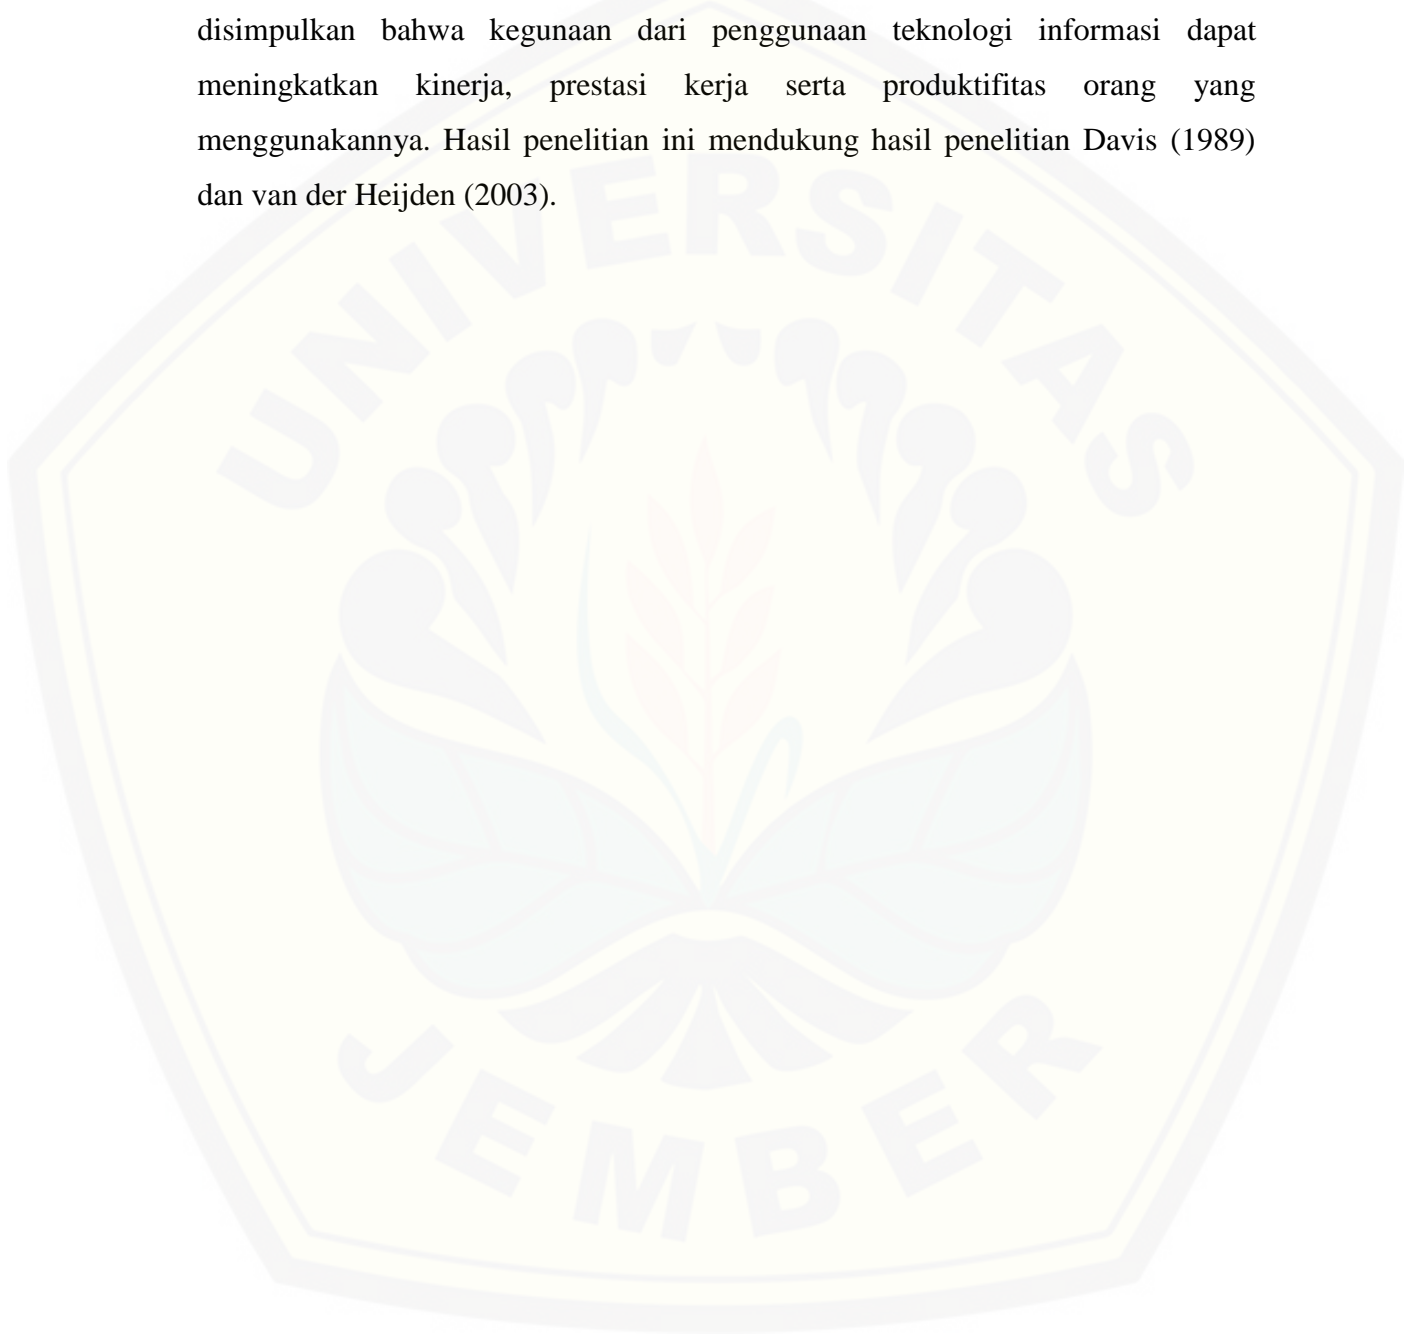 disimpulkan bahwa kegunaan dari penggunaan teknologi informasi dapat
meningkatkan kinerja, prestasi kerja serta produktifitas orang yang
menggunakannya. Hasil penelitian ini mendukung hasil penelitian Davis (1989)
dan van der Heijden (2003).
UNIVERSITAS
JEMBER